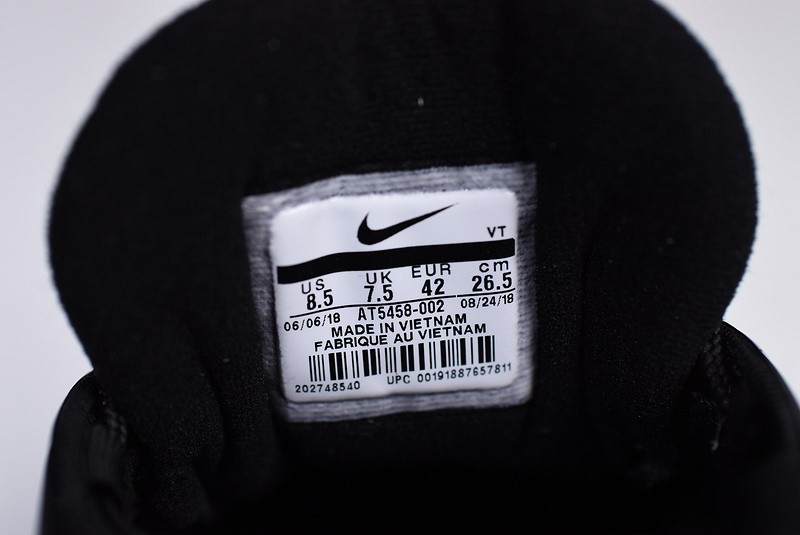 VT
US UK EUR cm
8.5 7.5 42 26.5
06/06/18 AT5458-002 08/24/18
MADE IN VIETNAM
FABRIQUE AU VIETNAM
202748540 UPC 00191887657811